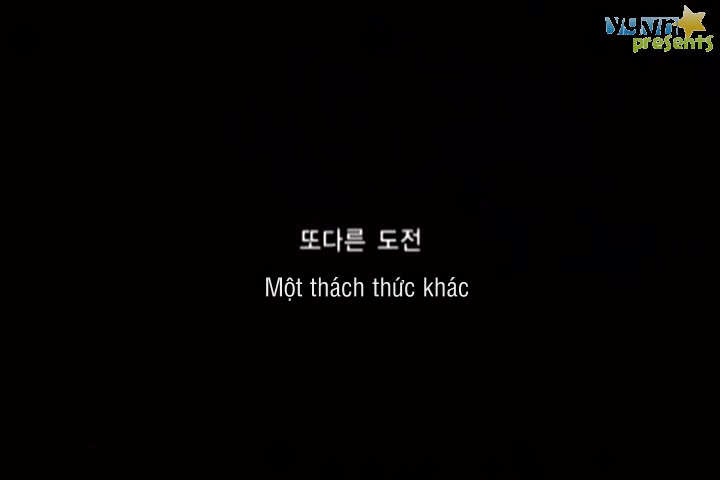 presents
또다른 도전
Một thách thức khác